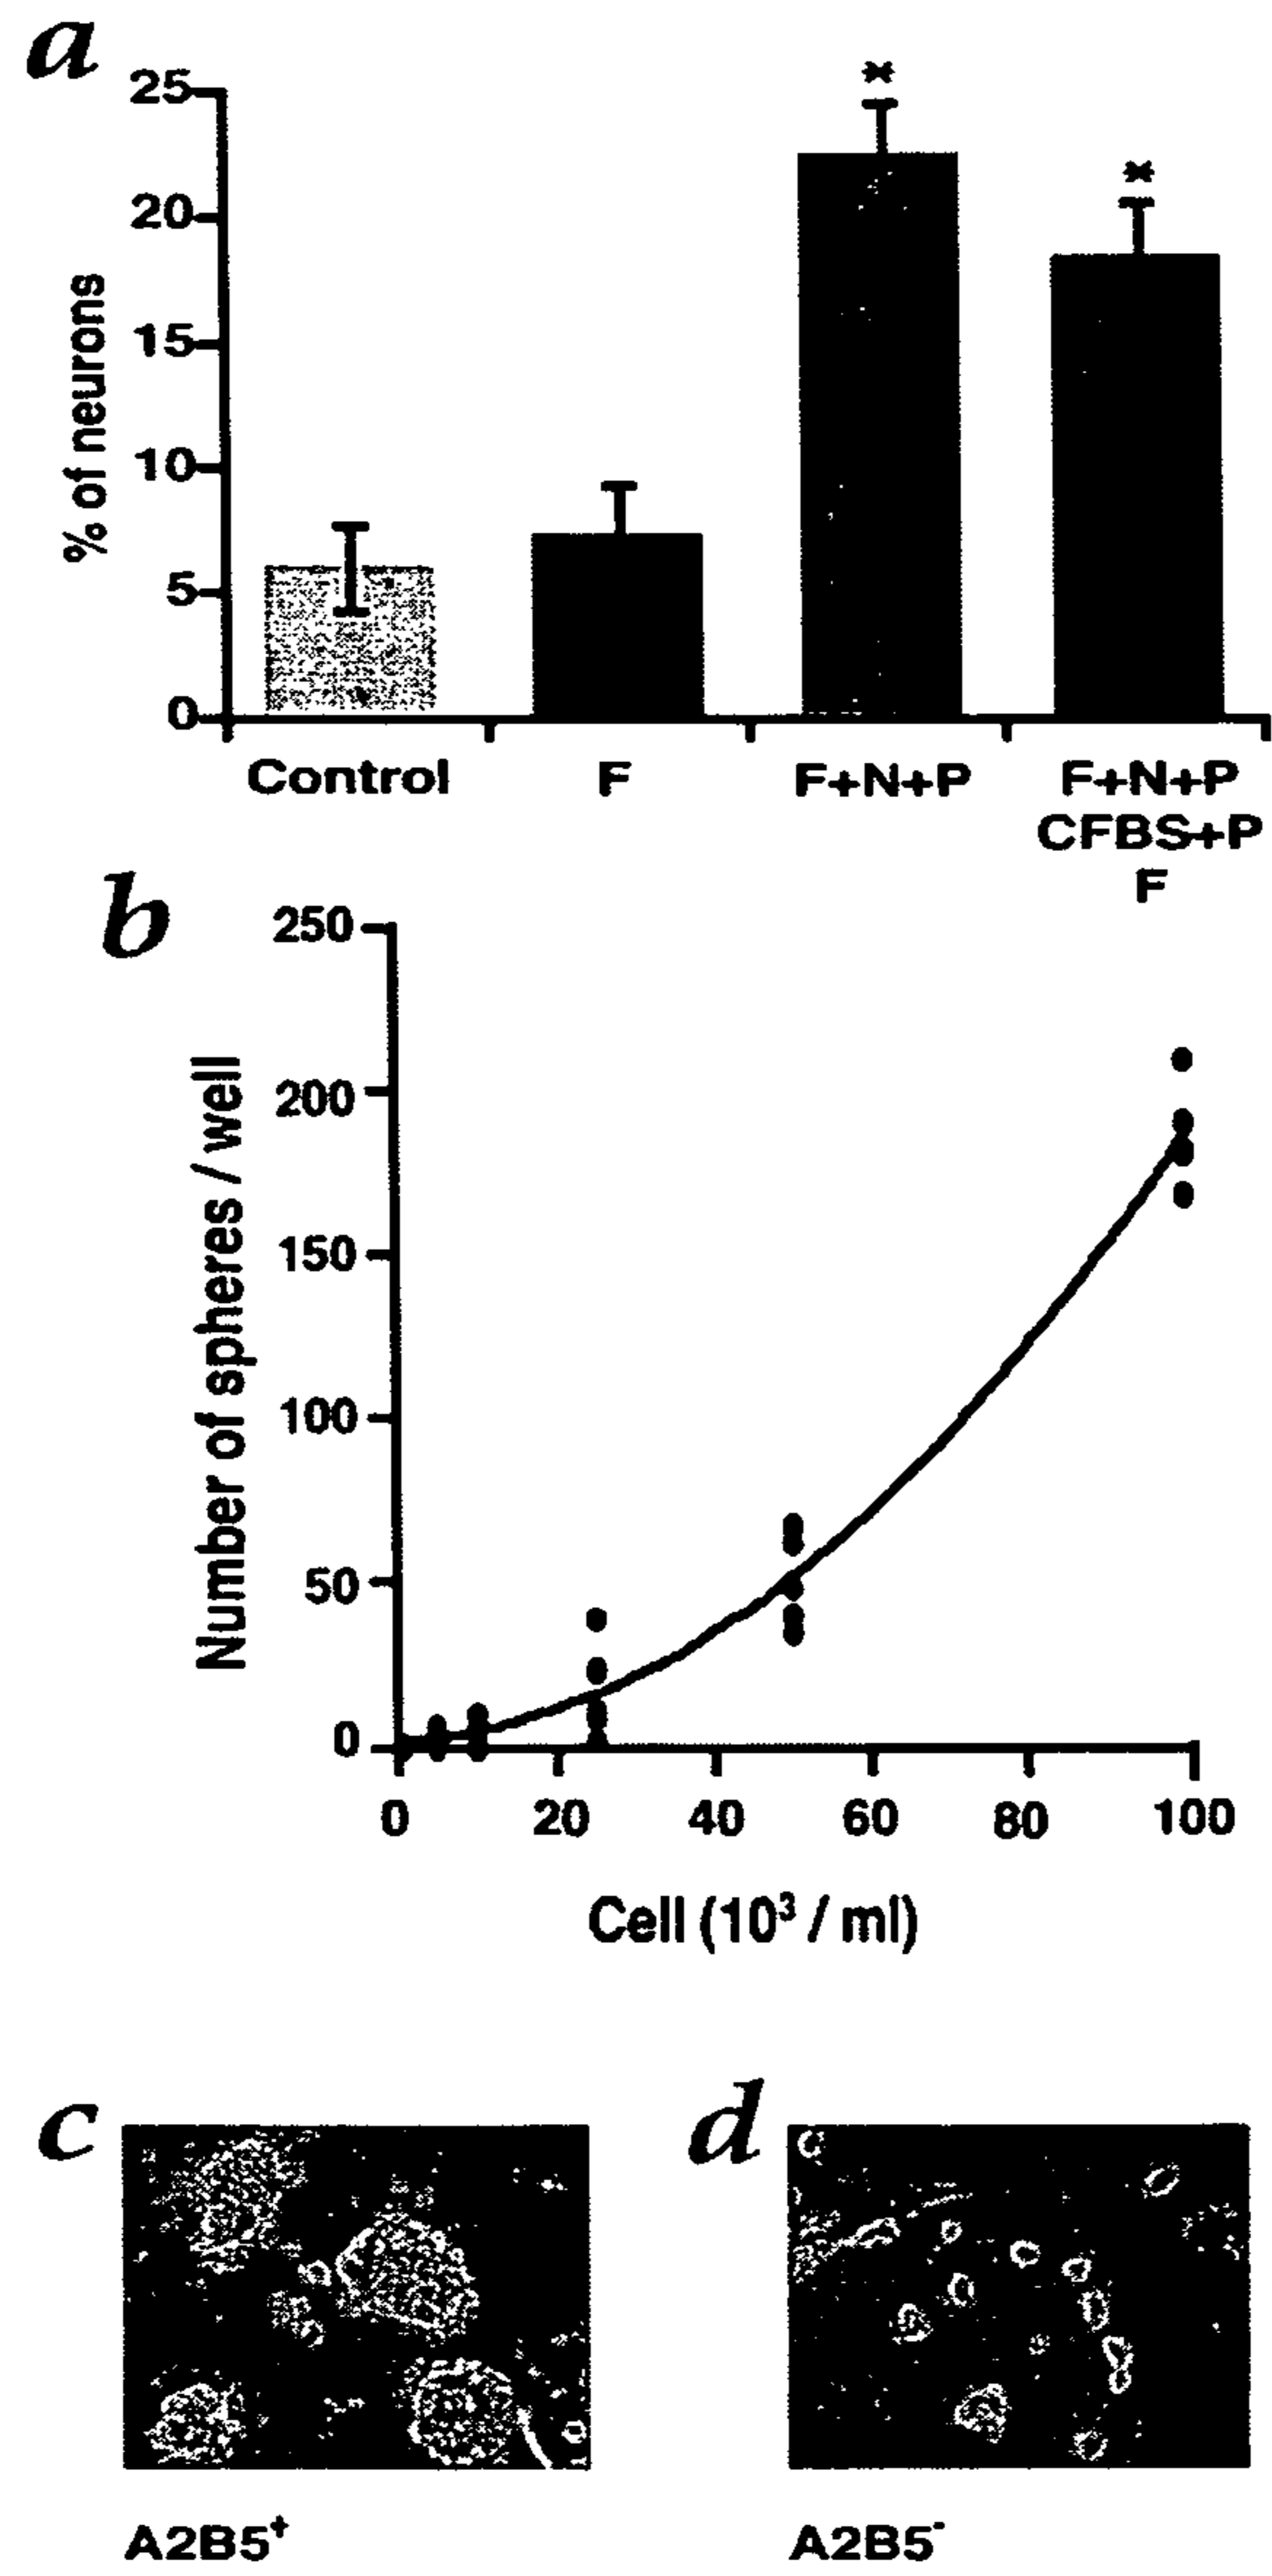 a
25
20
15
10
5
0
% of neurons
* *
Control F F+N+P F+N+P
CFBS+P
F
b
250
200
150
100
50
0
Number of spheres / well
0 20 40 60 80 100
Cell (10³ / ml)
c d
A2B5⁺ A2B5⁻